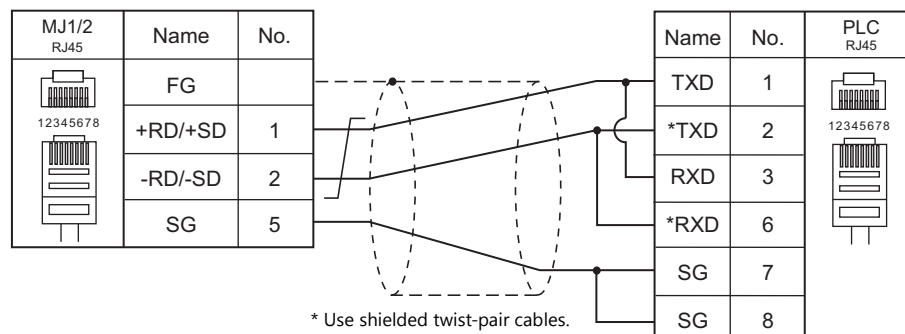 MJ1/2
RJ45
Name
No.
FG
12345678
+RD/+SD
1
-RD/-SD
2
SG
5
Name
No.
PLC
RJ45
TXD
1
12345678
*TXD
2
RXD
3
*RXD
6
SG
7
SG
8
* Use shielded twist-pair cables.